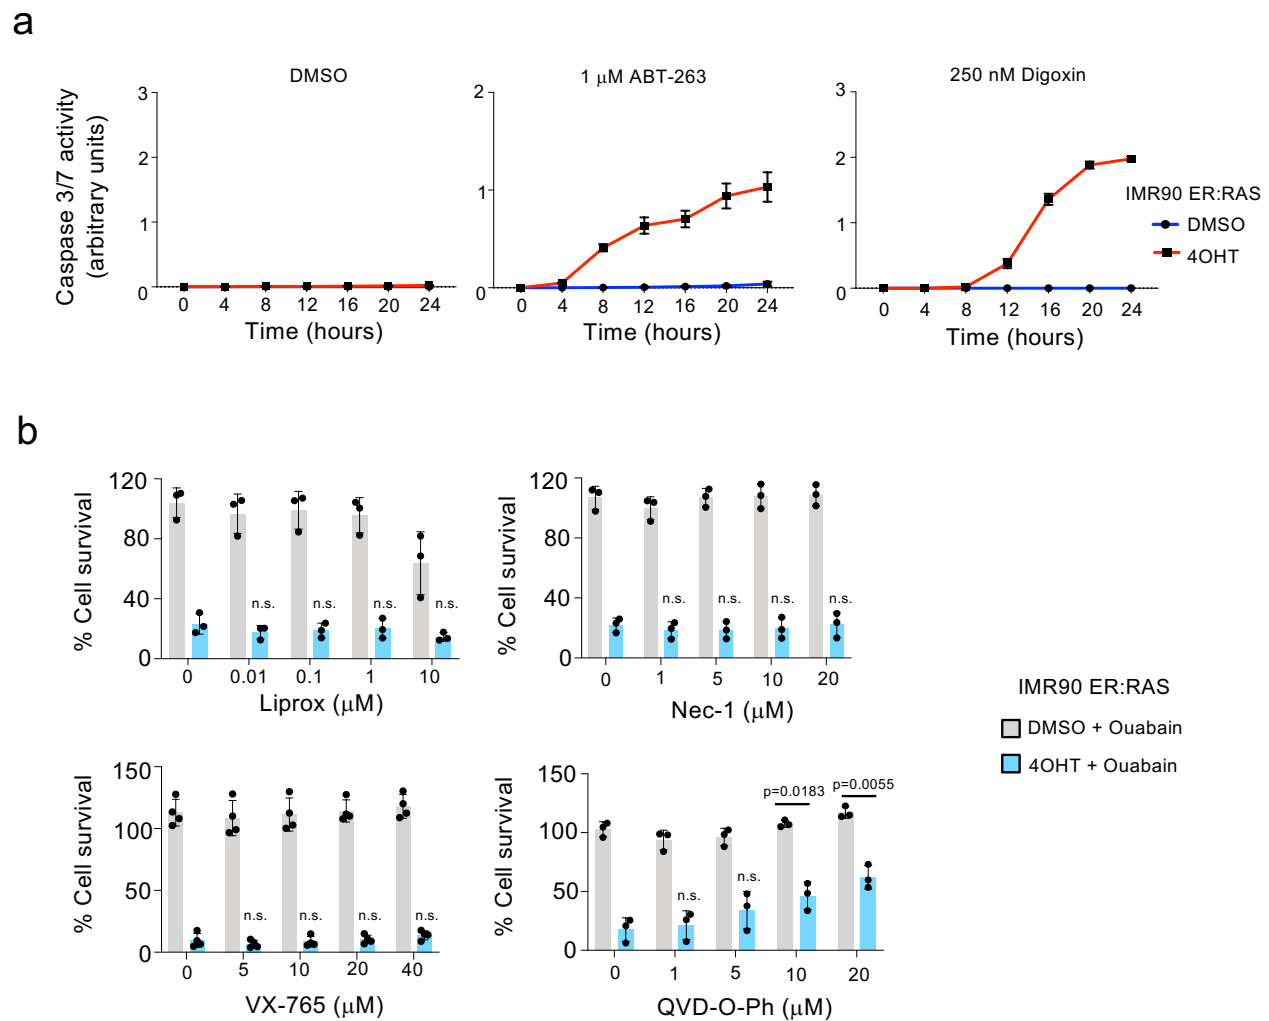 a
DMSO
1 μM ABT-263
250 nM Digoxin
Caspase 3/7 activity
(arbitrary units)
3
2
1
0
0 4 8 12 16 20 24
Time (hours)
2
1
0
0 4 8 12 16 20 24
Time (hours)
3
2
1
0
0 4 8 12 16 20 24
Time (hours)
IMR90 ER:RAS
DMSO
4OHT
b
% Cell survival
120
80
40
0
n.s. n.s. n.s. n.s.
0 0.01 0.1 1 10
Liprox (μM)
% Cell survival
120
80
40
0
n.s. n.s. n.s. n.s.
0 1 5 10 20
Nec-1 (μM)
IMR90 ER:RAS
DMSO + Ouabain
4OHT + Ouabain
% Cell survival
150
100
50
0
n.s. n.s. n.s. n.s.
0 5 10 20 40
VX-765 (μM)
% Cell survival
150
100
50
0
n.s. n.s. p=0.0183 p=0.0055
0 1 5 10 20
QVD-O-Ph (μM)